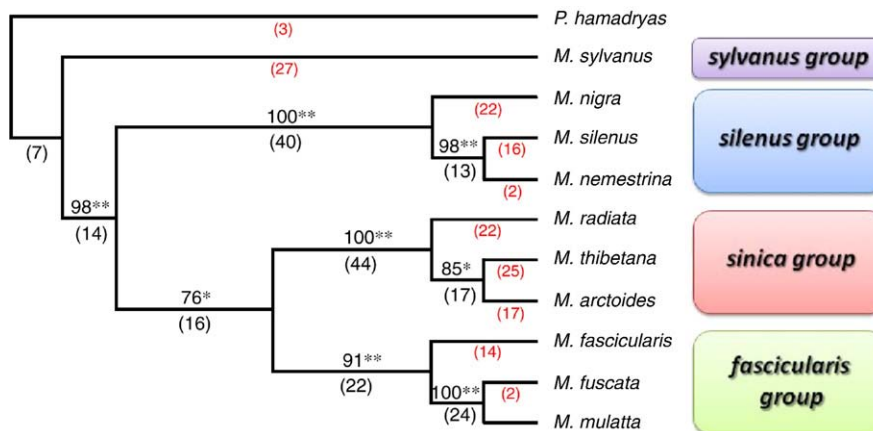 P. hamadryas
(3)
M. sylvanus
(27)
sylvanus group
M. nigra
100**
(22)
(40)
M. silenus
98**
(16)
silenus group
(7)
(13)
M. nemestrina
(2)
98**
M. radiata
(14)
100**
(22)
(44)
M. thibetana
85*
(25)
sinica group
(17)
M. arctoides
76*
(17)
(16)
M. fascicularis
91**
(14)
(22)
fascicularis
group
M. fuscata
100**
(2)
(24)
M. mulatta